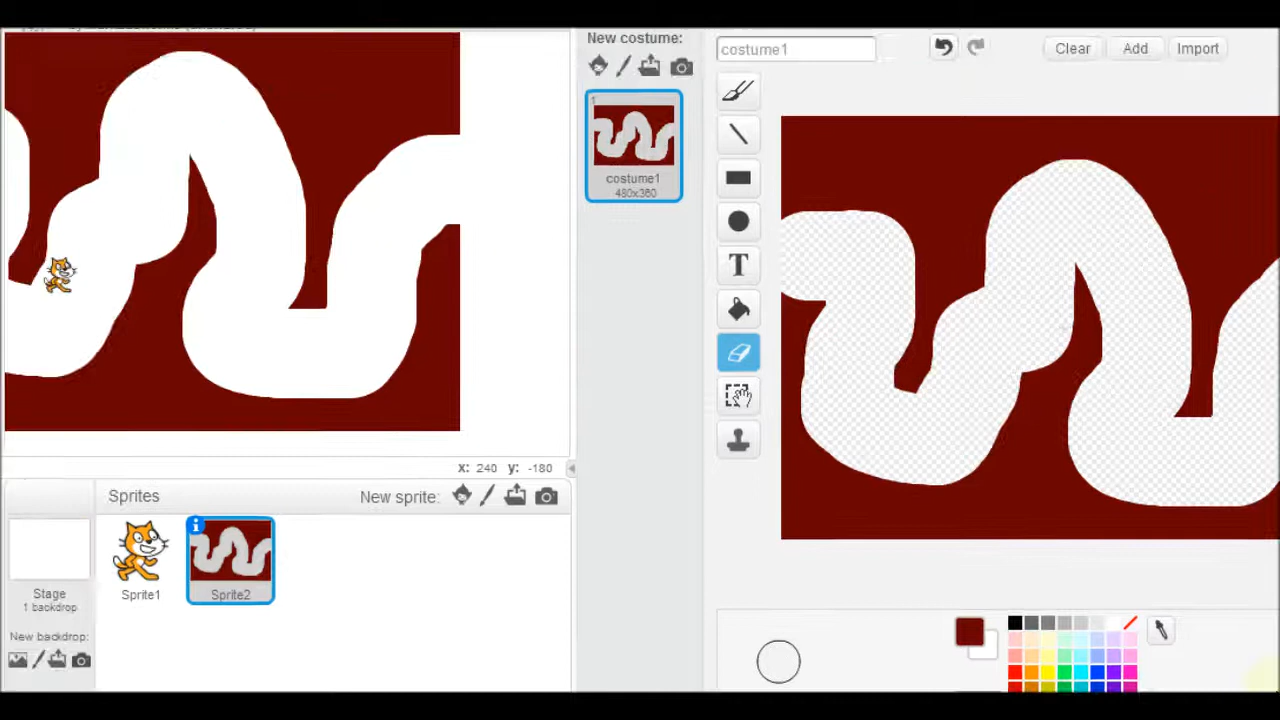 New costume:
costume1
Clear
Add
Import
1
costume1
480x360
T
x: 240 y: -180
Sprites
New sprite:
Stage
1 backdrop
New backdrop:
Sprite1
Sprite2